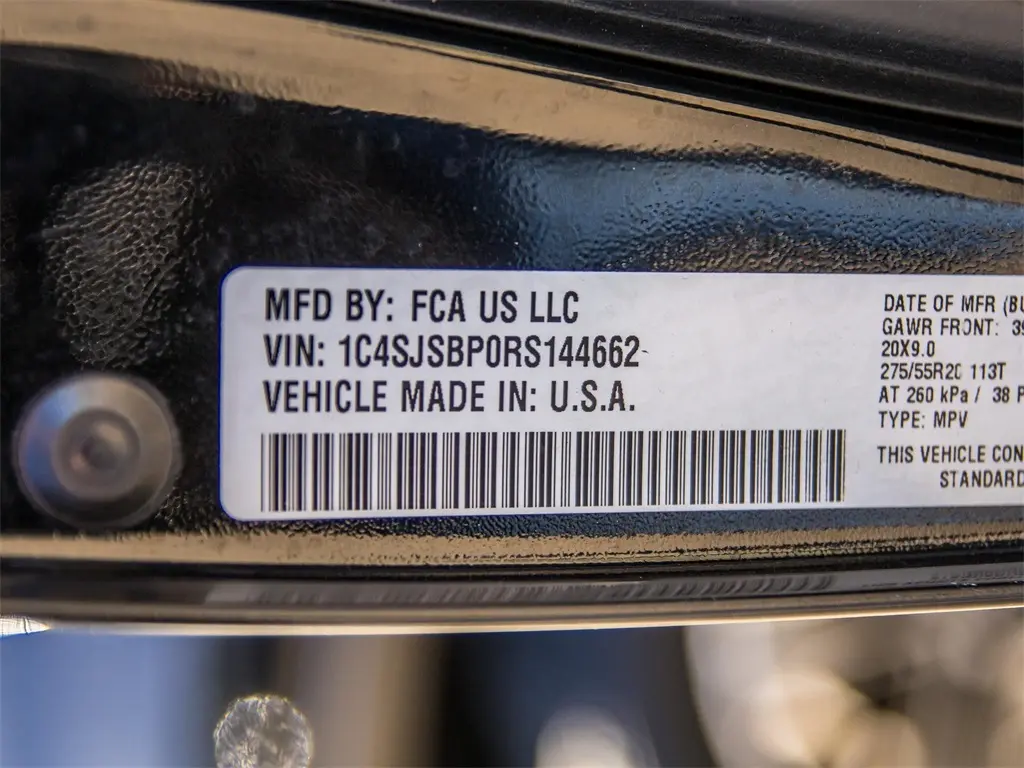 MFD BY: FCA US LLC
VIN: 1C4SJSBP0RS144662
VEHICLE MADE IN: U.S.A.
DATE OF MFR
GAWR FRONT:
20X9.0
275/55R20 113T
AT 260 kPa / 38
TYPE: MPV
THIS VEHICLE
STANDARD